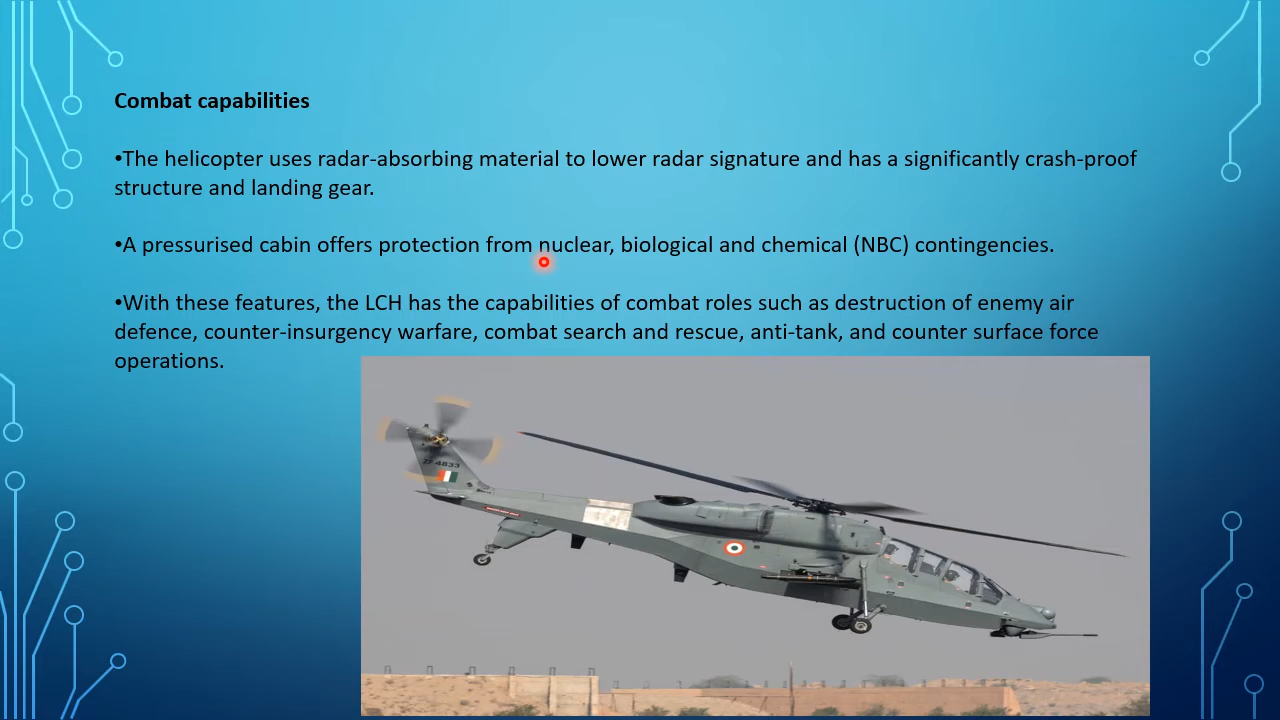 Combat capabilities
•The helicopter uses radar-absorbing material to lower radar signature and has a significantly crash-proof
structure and landing gear.
•A pressurised cabin offers protection from nuclear, biological and chemical (NBC) contingencies.
•With these features, the LCH has the capabilities of combat roles such as destruction of enemy air
defence, counter-insurgency warfare, combat search and rescue, anti-tank, and counter surface force
operations.
ZP 4833